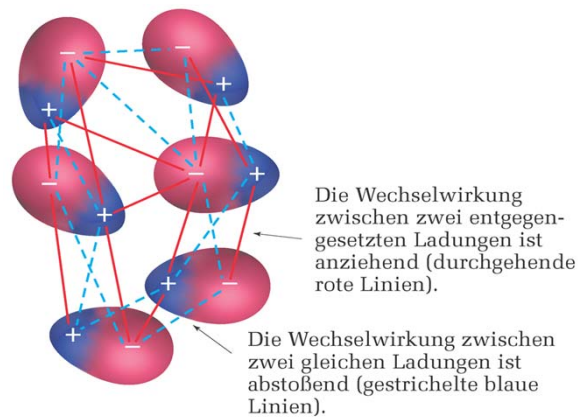 − −
+ +
− − +
+
+ −
+ −
Die Wechselwirkung
zwischen zwei entgegen-
gesetzten Ladungen ist
anziehend (durchgehende
rote Linien).
Die Wechselwirkung zwischen
zwei gleichen Ladungen ist
abstoßend (gestrichelte blaue
Linien).